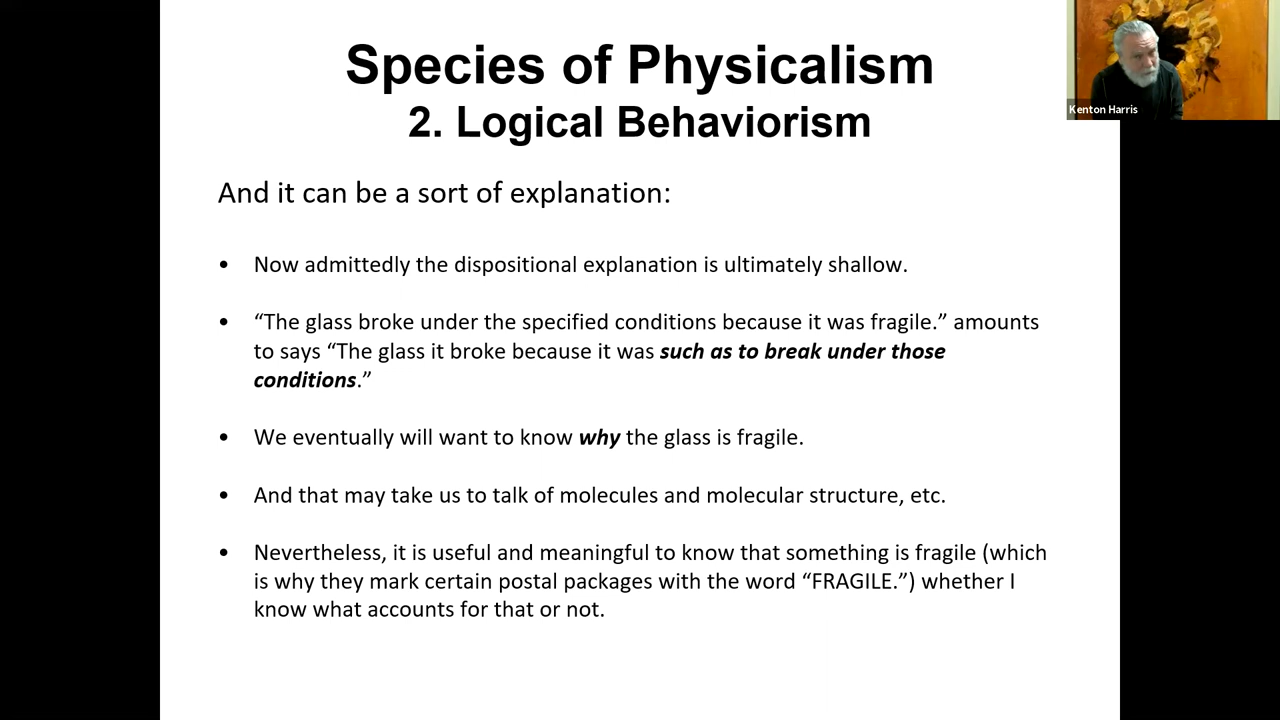 Species of Physicalism
2. Logical Behaviorism
Kenton Harris
And it can be a sort of explanation:
• Now admittedly the dispositional explanation is ultimately shallow.
• “The glass broke under the specified conditions because it was fragile.” amounts
to says “The glass it broke because it was such as to break under those
conditions.”
• We eventually will want to know why the glass is fragile.
• And that may take us to talk of molecules and molecular structure, etc.
• Nevertheless, it is useful and meaningful to know that something is fragile (which
is why they mark certain postal packages with the word “FRAGILE.”) whether I
know what accounts for that or not.